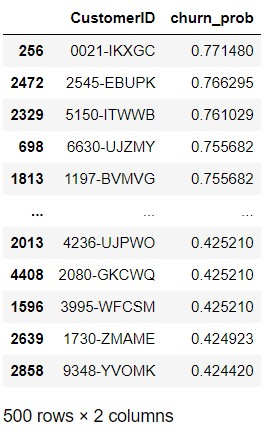 CustomerID churn_prob
256 0021-IKXGC 0.771480
2472 2545-EBUPK 0.766295
2329 5150-ITWWB 0.761029
698 6630-UJZMY 0.755682
1813 1197-BVMVG 0.755682
... ... ...
2013 4236-UJPWO 0.425210
4408 2080-GKCWQ 0.425210
1596 3995-WFCSM 0.425210
2639 1730-ZMAME 0.424923
2858 9348-YVOMK 0.424420
500 rows × 2 columns